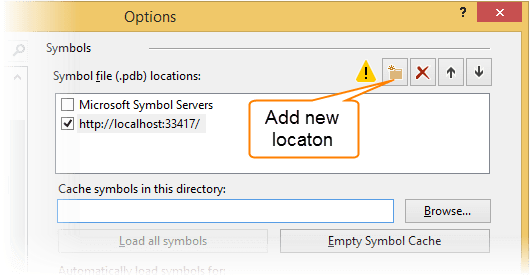 Options
?
Symbols
Symbol file (.pdb) locations:
Microsoft Symbol Servers
http://localhost:33417/
Add new
locaton
Cache symbols in this directory:
Browse...
Load all symbols
Empty Symbol Cache
Automatically load symbols for: